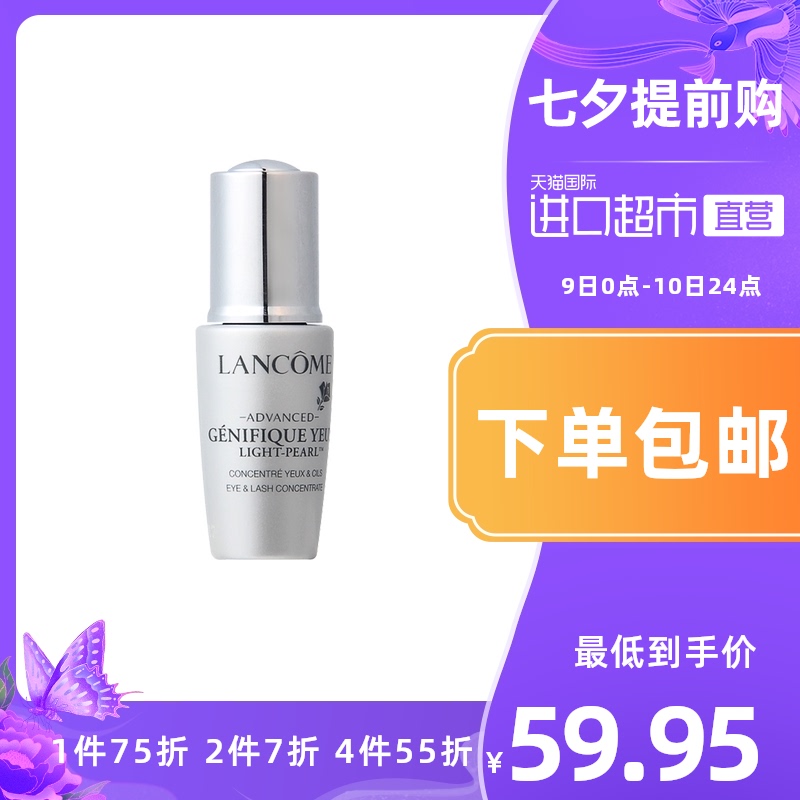 七夕提前购
天猫国际
进口超市 直营
9日0点-10日24点
LANCÔME
-ADVANCED-
GÉNIFIQUE YEU
LIGHT-PEARL™
CONCENTRÉ YEUX & CILS
EYE & LASH CONCENTRATE
下单包邮
最低到手价
¥59.95
1件75折 2件7折 4件55折